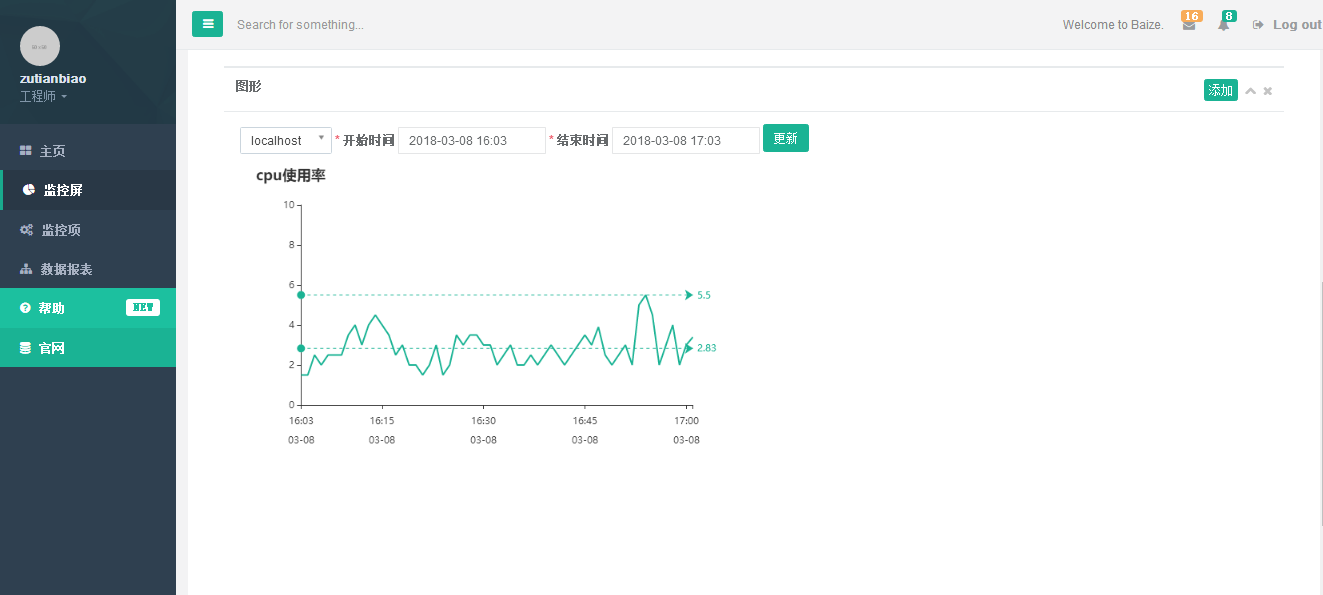 Search for something...
Welcome to Baize.
16
8
Log out
zutianbiao
工程师
主页
监控屏
监控项
数据报表
帮助
NEW
官网
图形
添加
localhost
* 开始时间
2018-03-08 16:03
* 结束时间
2018-03-08 17:03
更新
cpu使用率
10
8
6
4
2
0
5.5
2.83
16:03 16:15 16:30 16:45 17:00
03-08 03-08 03-08 03-08 03-08